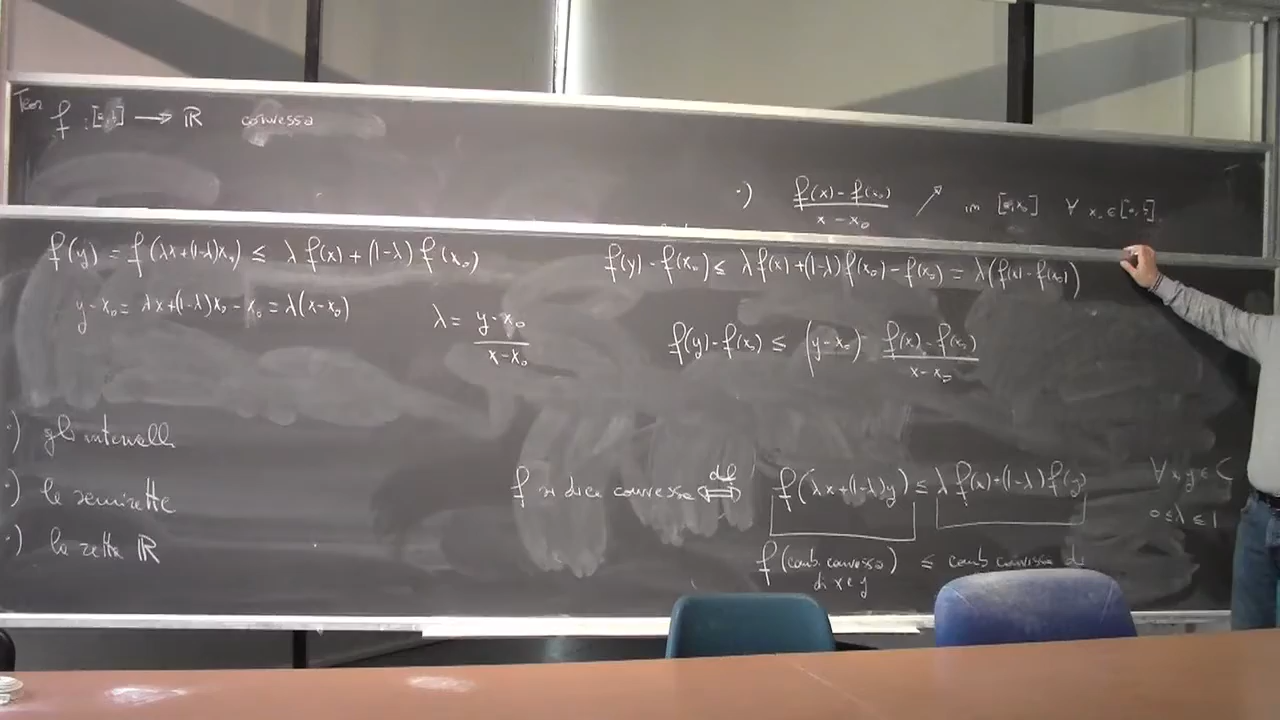 Teor f : [a, b] → ℝ convessa
·) (f(x) - f(x₀)) / (x - x₀) ↗ in [a, x₀] ∀ x₀ ∈ [a, b]
f(y) = f(λx+(1-λ)x₀) ≤ λ f(x) + (1-λ) f(x₀)
y-x₀ = λx+(1-λ)x₀ - x₀ = λ(x-x₀)
λ = (y-x₀) / (x-x₀)
f(y) - f(x₀) ≤ λ f(x) + (1-λ) f(x₀) - f(x₀) = λ(f(x) - f(x₀))
f(y) - f(x₀) ≤ (y-x₀) (f(x) - f(x₀)) / (x - x₀)
·) gli intervalli
·) le semirette
·) la retta ℝ
f si dice convessa ⟺ def f(λx+(1-λ)y) ≤ λ f(x) + (1-λ) f(y) ∀ x, y ∈ C
0 ≤ λ ≤ 1
f (comb. convessa di x e y) ≤ comb convessa di